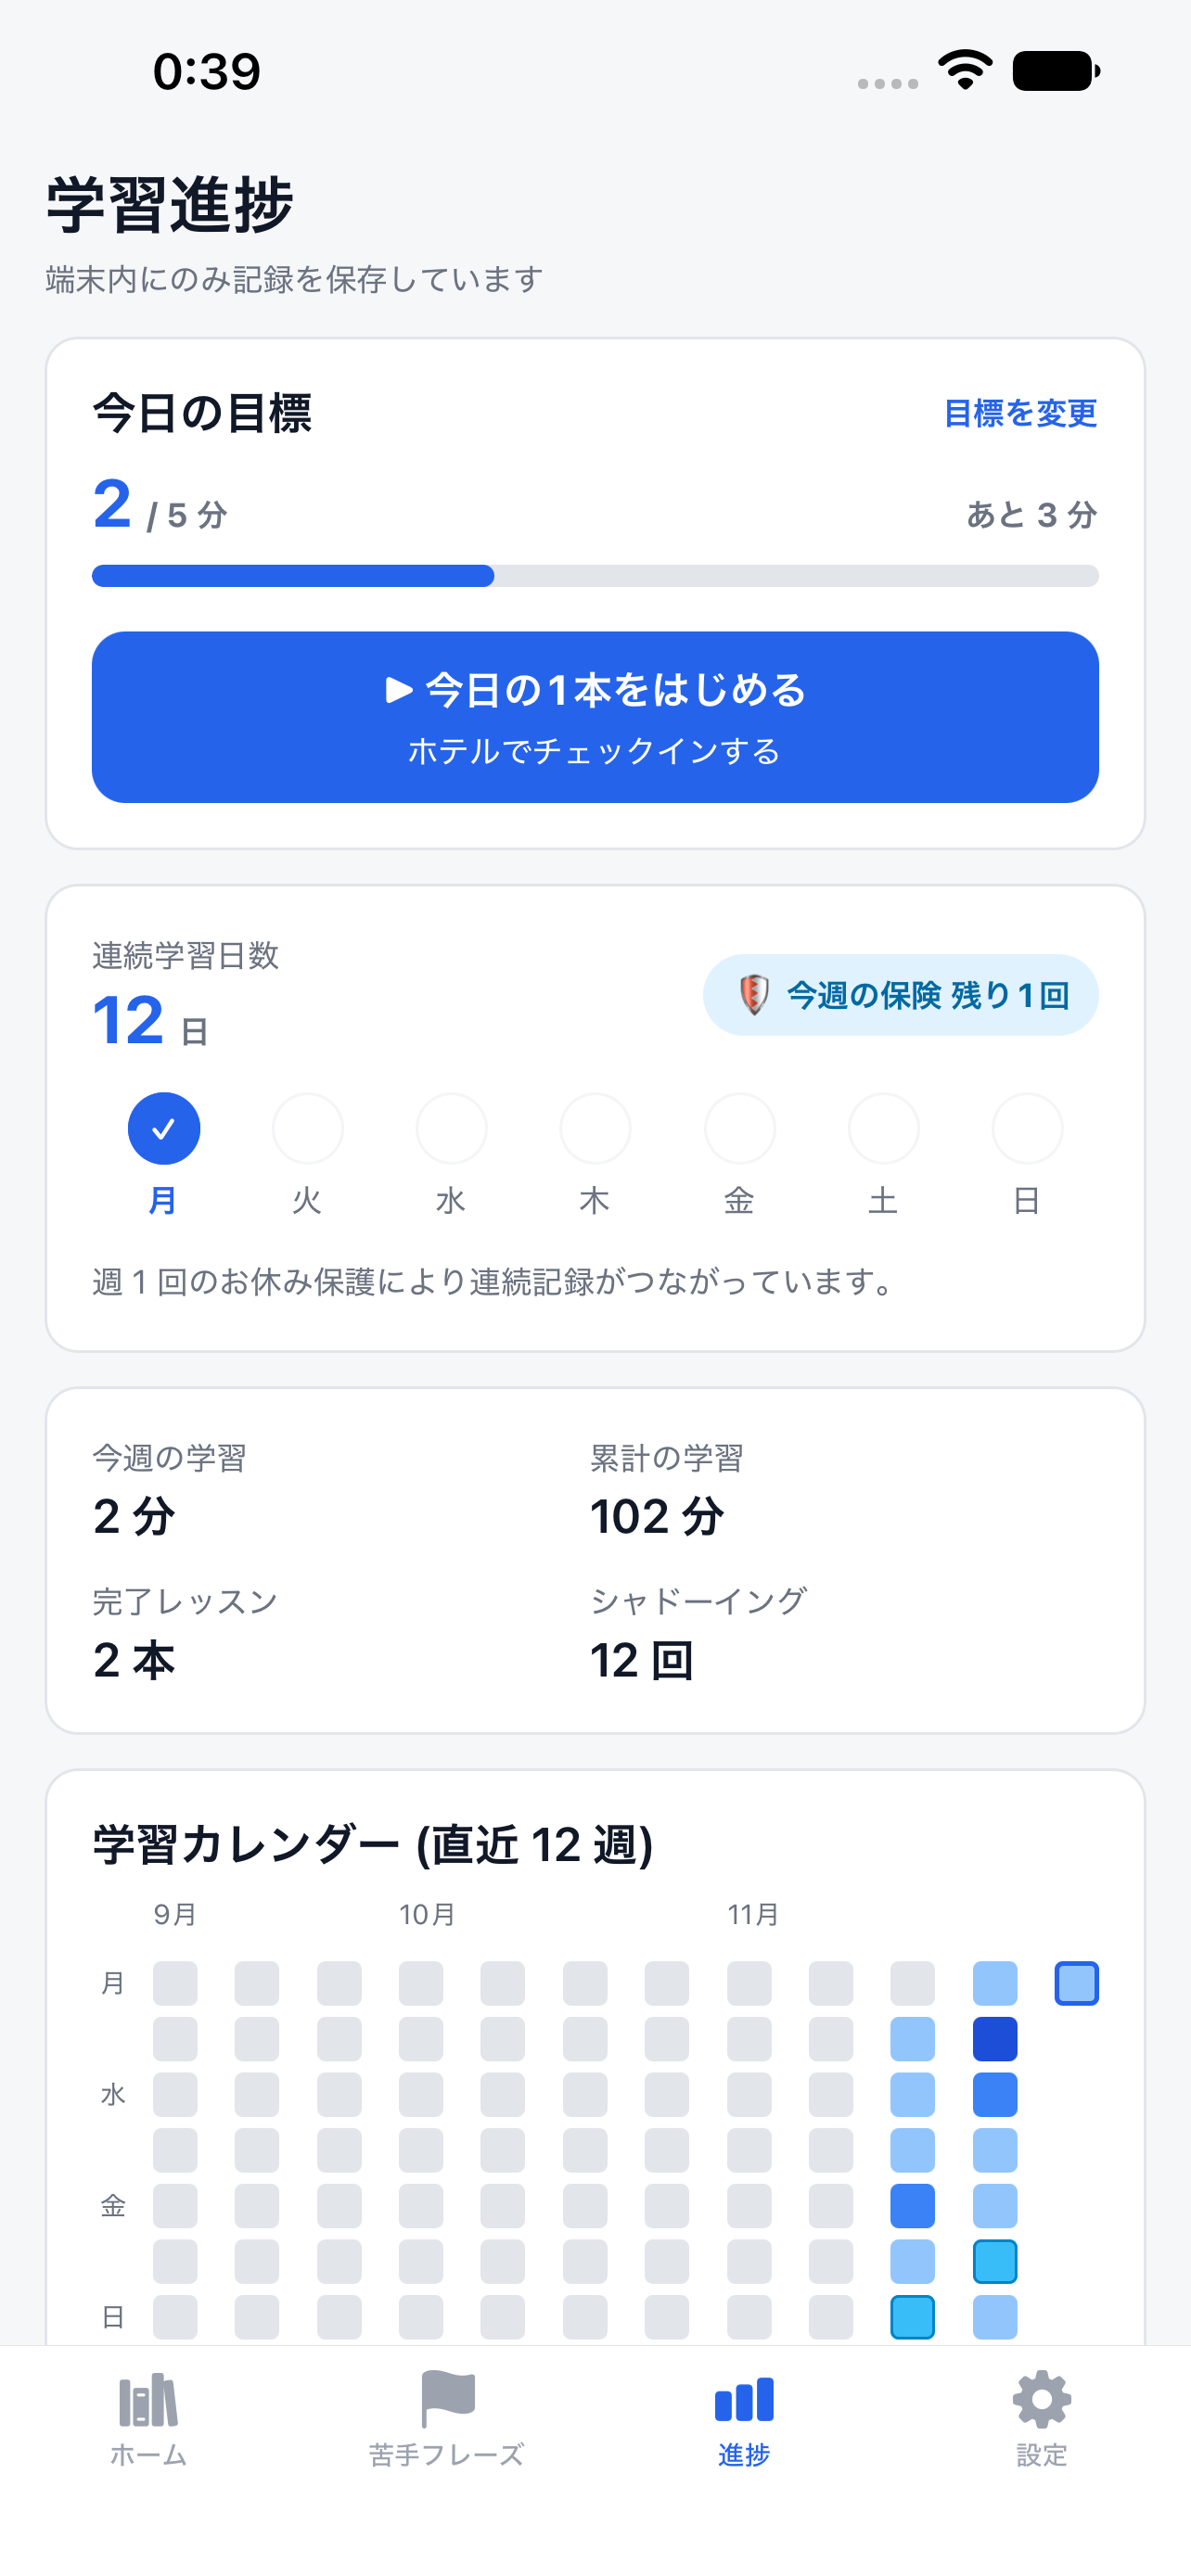 0:39
学習進捗
端末内にのみ記録を保存しています
今日の目標 目標を変更
2 / 5 分 あと 3 分
今日の1本をはじめる
ホテルでチェックインする
連続学習日数
12 日
今週の保険 残り1回
月 火 水 木 金 土 日
週 1 回のお休み保護により連続記録がつながっています。
今週の学習 累計の学習
2 分 102 分
完了レッスン シャドーイング
2 本 12 回
学習カレンダー (直近 12 週)
9月 10月 11月
月
水
金
日
ホーム 苦手フレーズ 進捗 設定